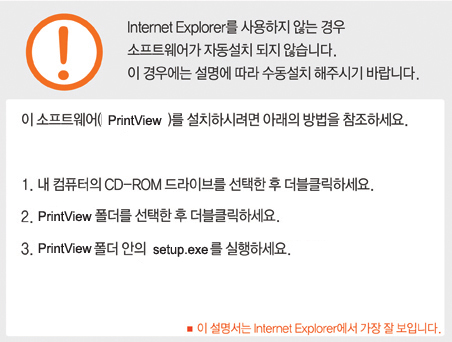 Internet Explorer를 사용하지 않는 경우
소프트웨어가 자동설치 되지 않습니다.
이 경우에는 설명에 따라 수동설치 해주시기 바랍니다.
이 소프트웨어( PrintView )를 설치하시려면 아래의 방법을 참조하세요.
1. 내 컴퓨터의 CD-ROM 드라이브를 선택한 후 더블클릭하세요.
2. PrintView 폴더를 선택한 후 더블클릭하세요.
3. PrintView 폴더 안의 setup.exe 를 실행하세요.
■ 이 설명서는 Internet Explorer에서 가장 잘 보입니다.